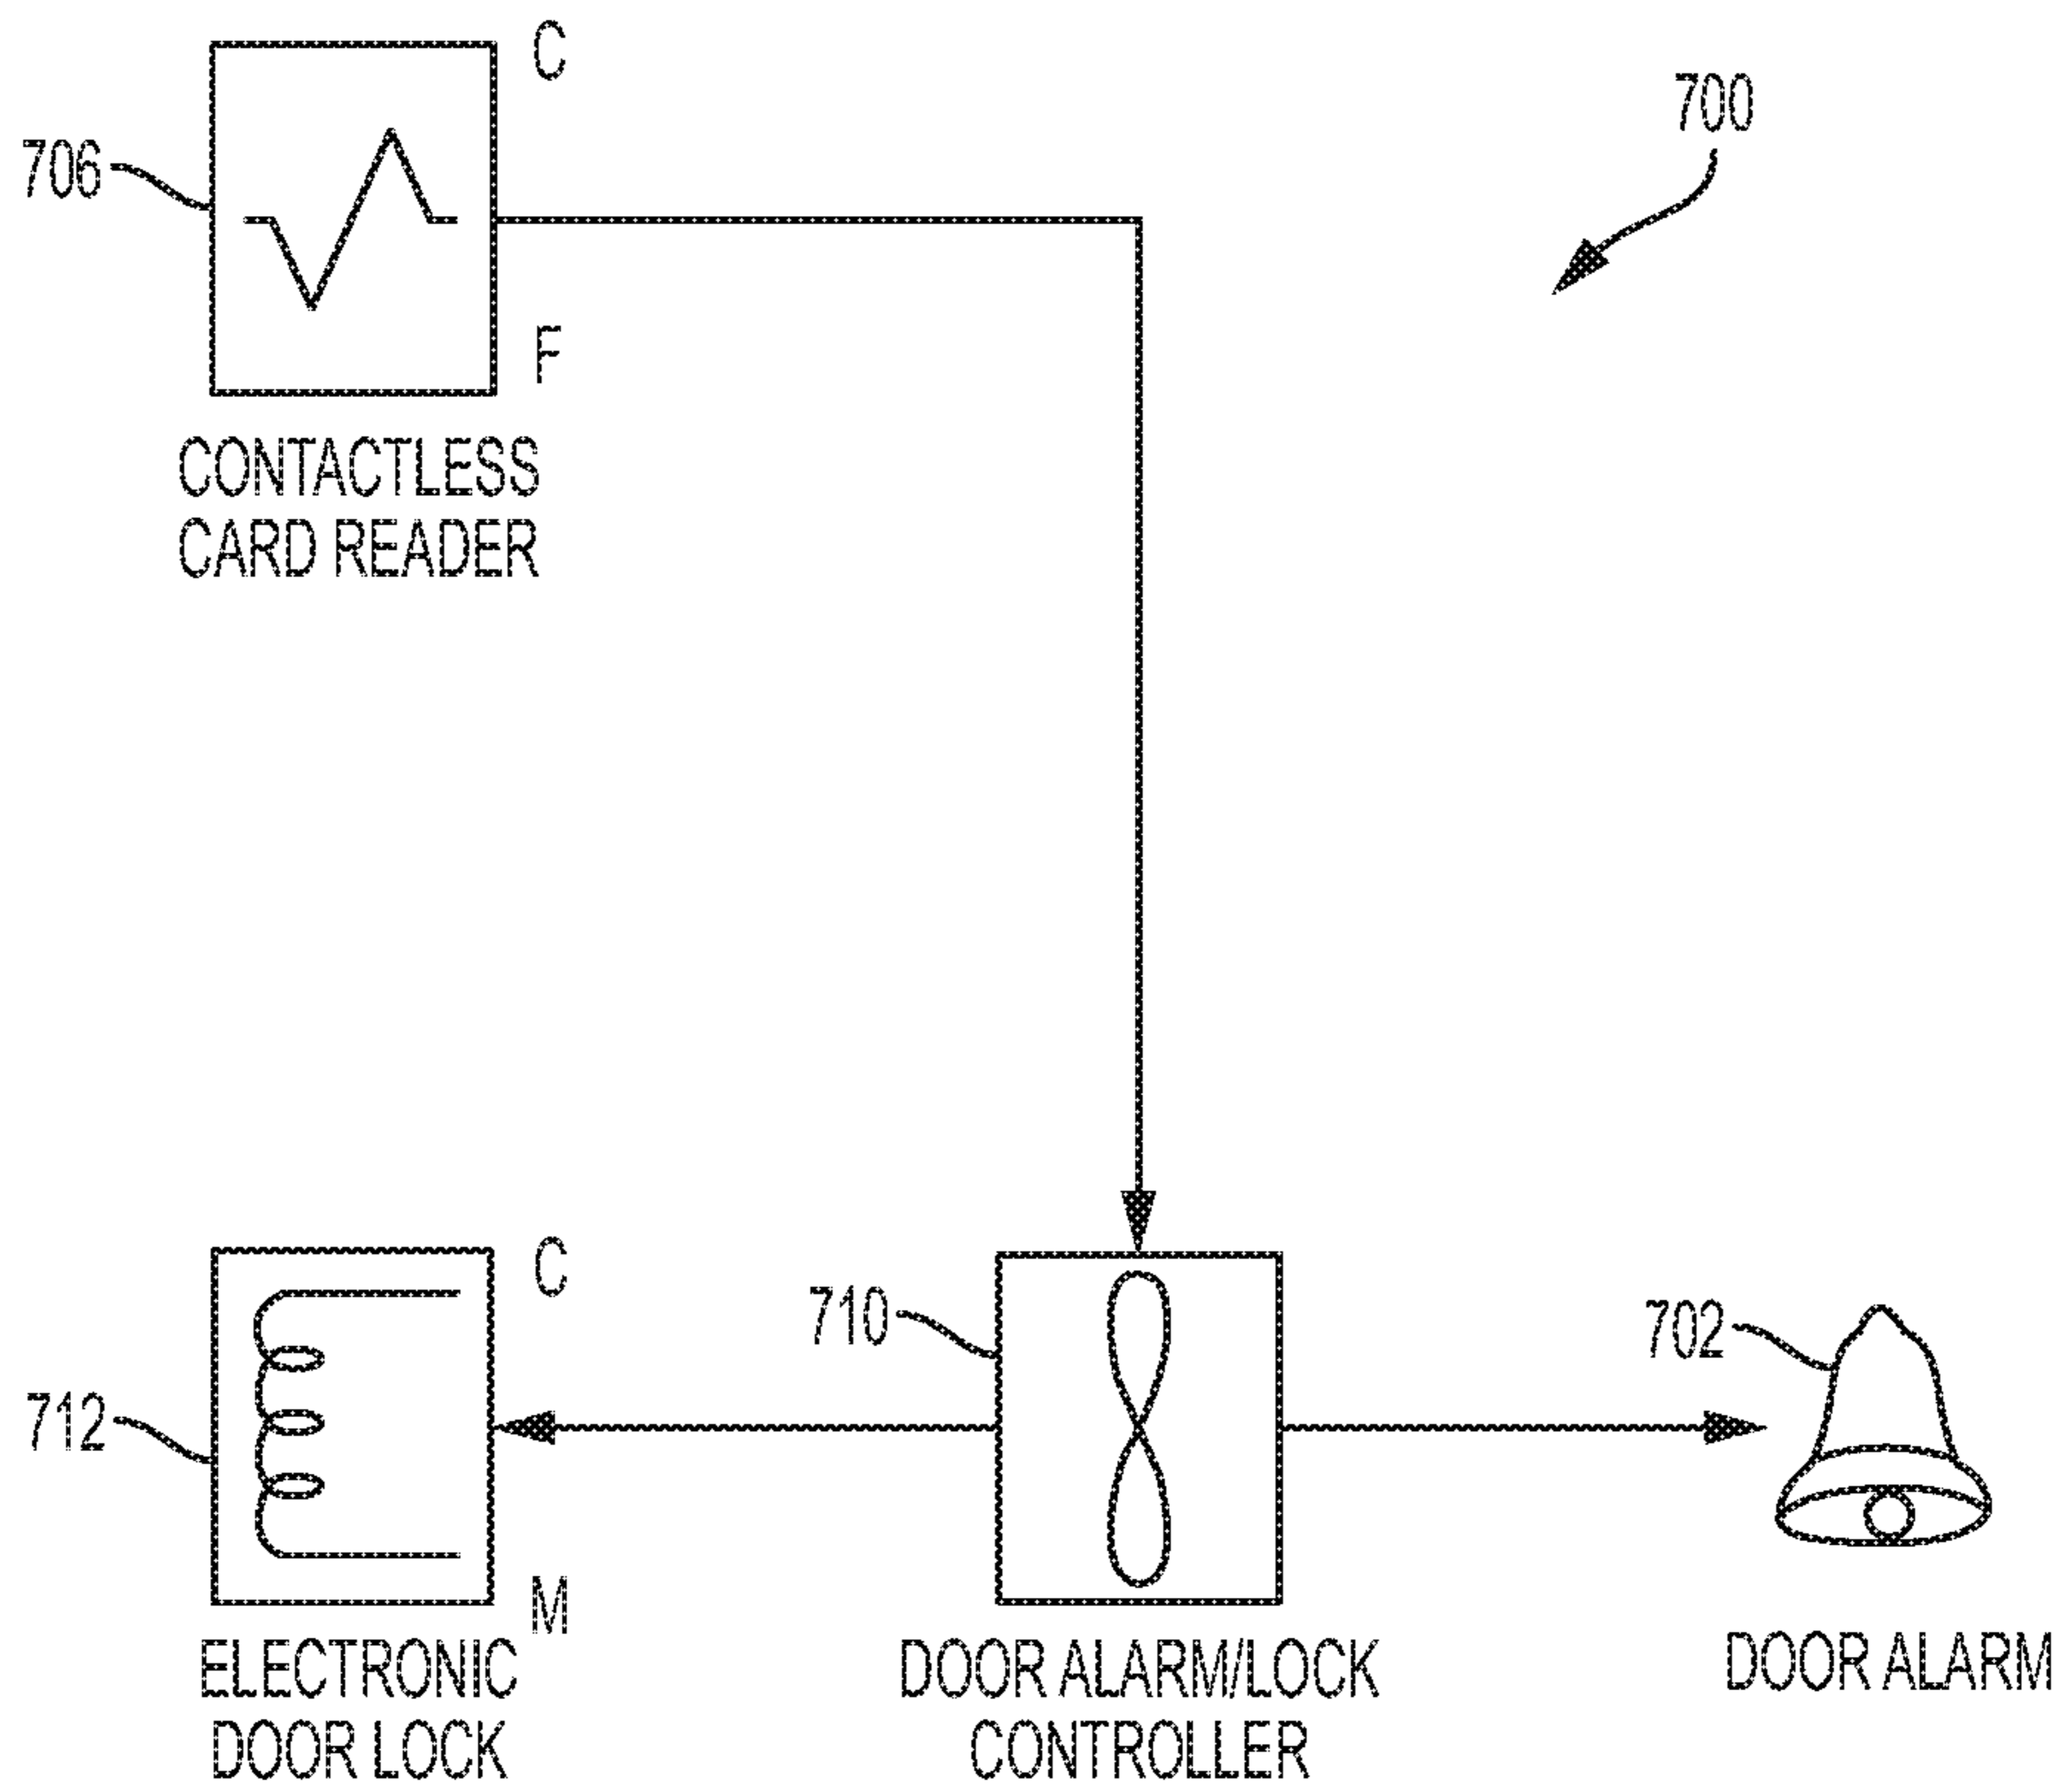 C
700
706
F
CONTACTLESS
CARD READER
C
710
702
712
M
ELECTRONIC
DOOR LOCK
DOOR ALARM/LOCK
CONTROLLER
DOOR ALARM